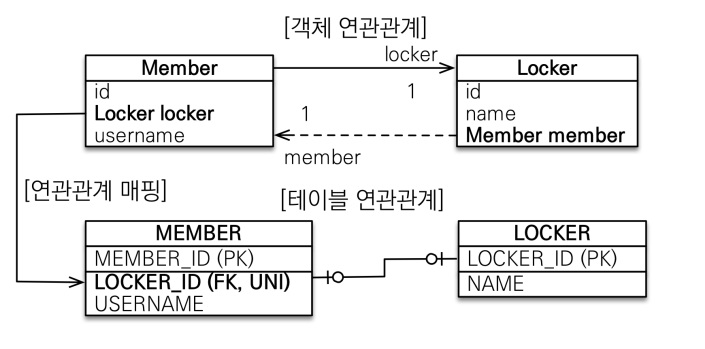 [객체 연관관계]
locker
Member
id
Locker locker
username
1
1
member
Locker
id
name
Member member
[연관관계 매핑]
[테이블 연관관계]
MEMBER
MEMBER_ID (PK)
LOCKER_ID (FK, UNI)
USERNAME
LOCKER
LOCKER_ID (PK)
NAME